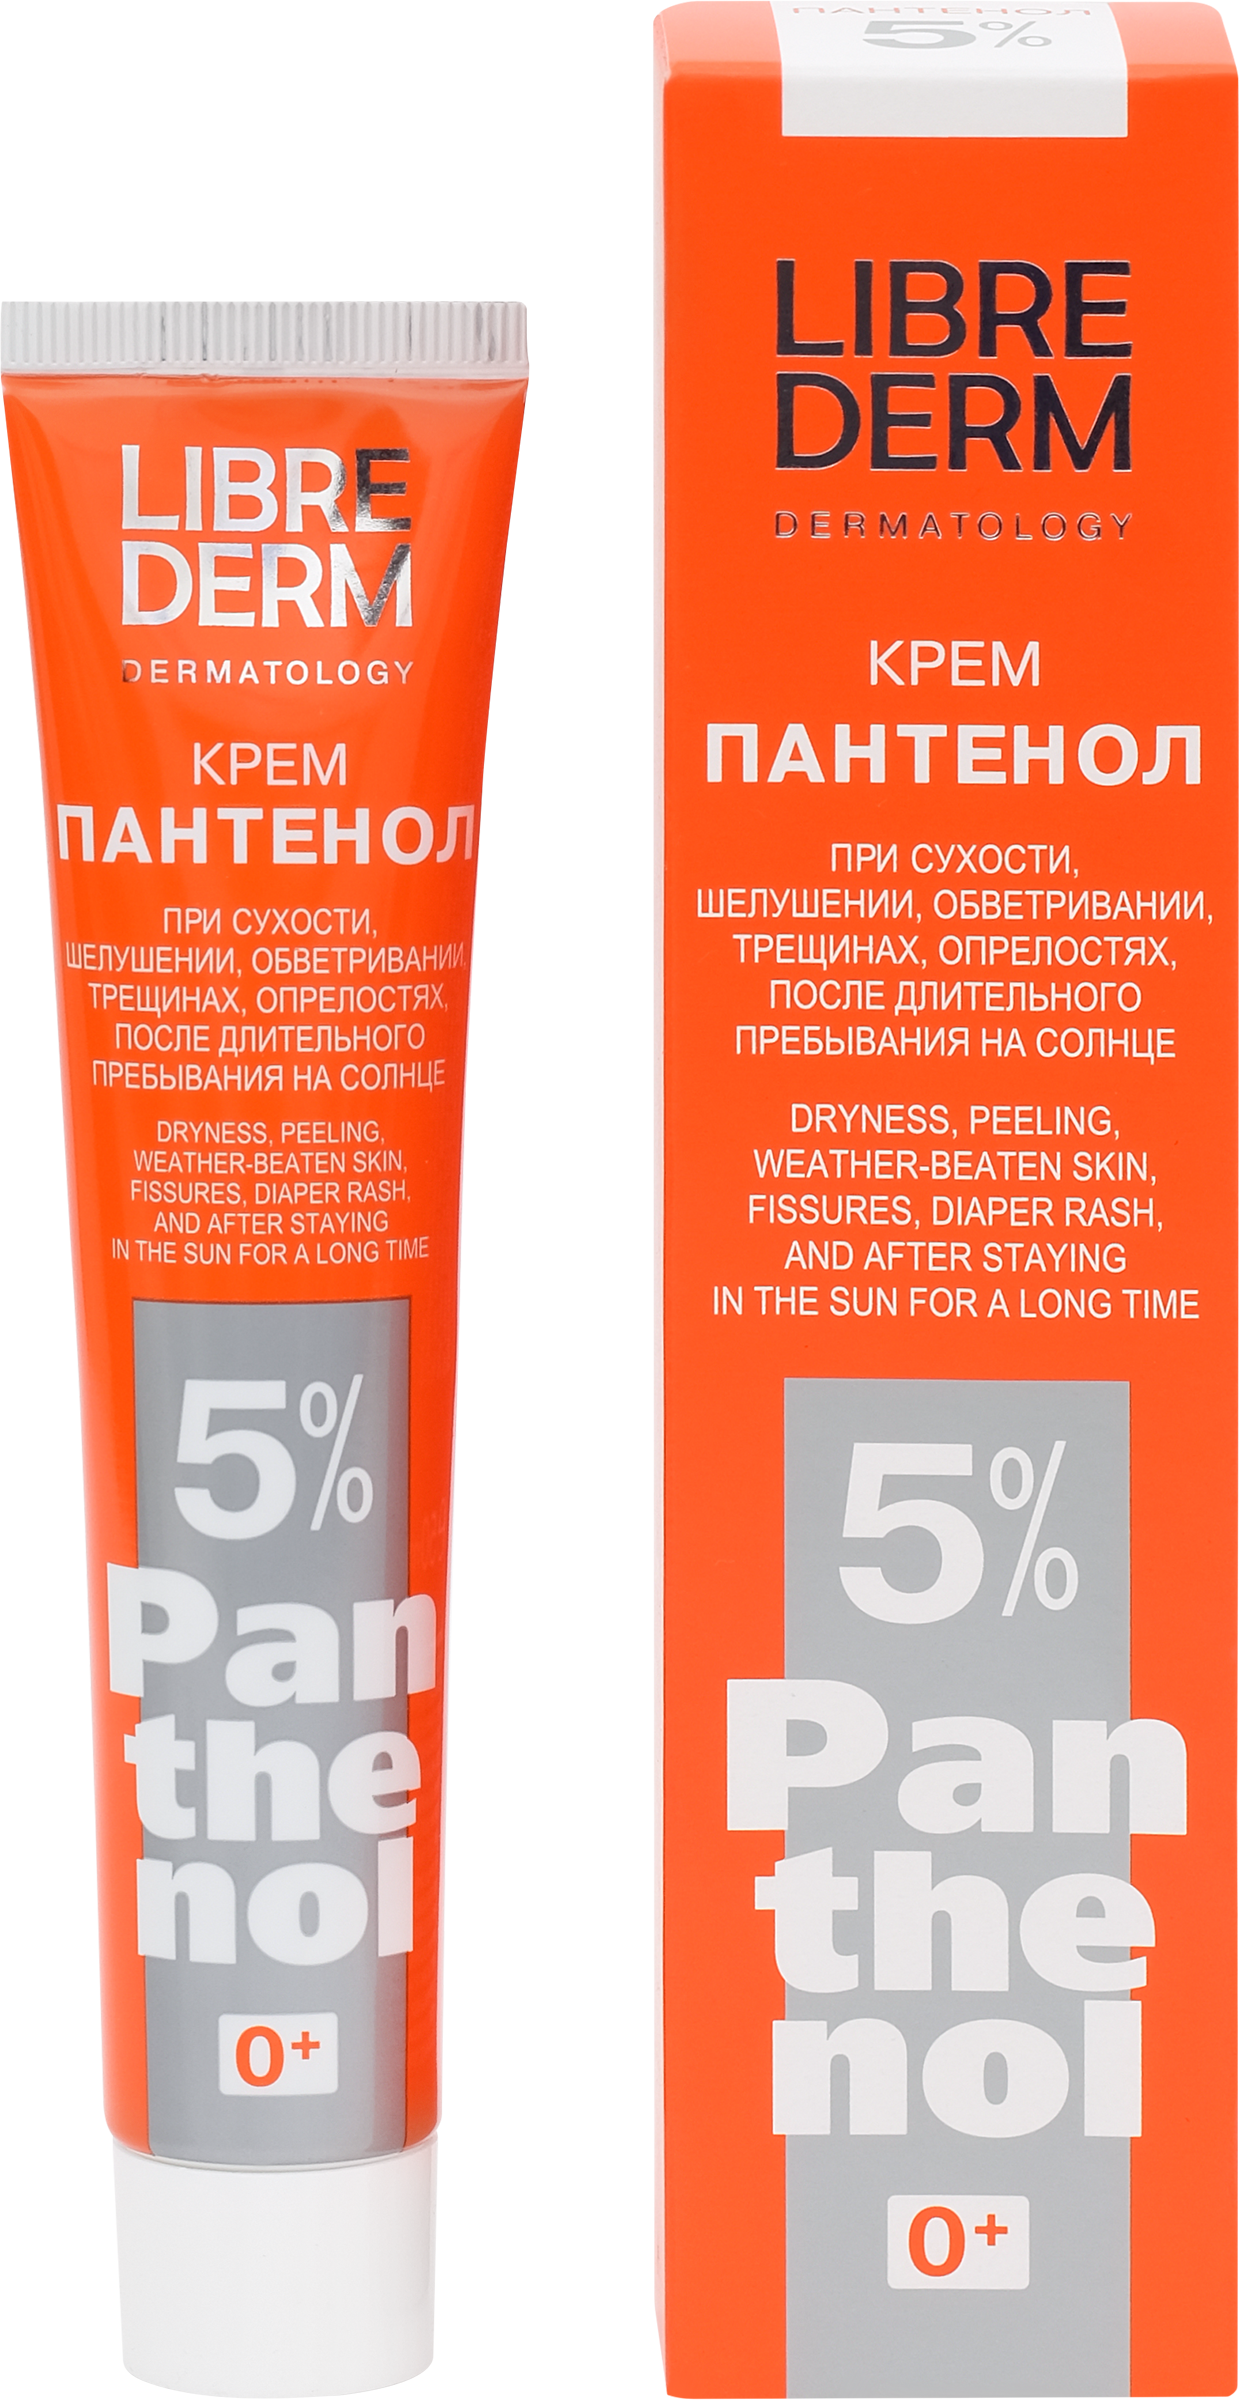 LIBRE
DERM
DERMATOLOGY
КРЕМ
ПАНТЕНОЛ
ПРИ СУХОСТИ,
ШЕЛУШЕНИИ, ОБВЕТРИВАНИИ,
ТРЕЩИНАХ, ОПРЕЛОСТЯХ,
ПОСЛЕ ДЛИТЕЛЬНОГО
ПРЕБЫВАНИЯ НА СОЛНЦЕ
DRYNESS, PEELING,
WEATHER-BEATEN SKIN,
FISSURES, DIAPER RASH,
AND AFTER STAYING
IN THE SUN FOR A LONG TIME
5%
Pan
the
nol
0+
ПАНТЕНОЛ
5%
LIBRE
DERM
DERMATOLOGY
КРЕМ
ПАНТЕНОЛ
ПРИ СУХОСТИ,
ШЕЛУШЕНИИ, ОБВЕТРИВАНИИ,
ТРЕЩИНАХ, ОПРЕЛОСТЯХ,
ПОСЛЕ ДЛИТЕЛЬНОГО
ПРЕБЫВАНИЯ НА СОЛНЦЕ
DRYNESS, PEELING,
WEATHER-BEATEN SKIN,
FISSURES, DIAPER RASH,
AND AFTER STAYING
IN THE SUN FOR A LONG TIME
5%
Pan
the
nol
0+